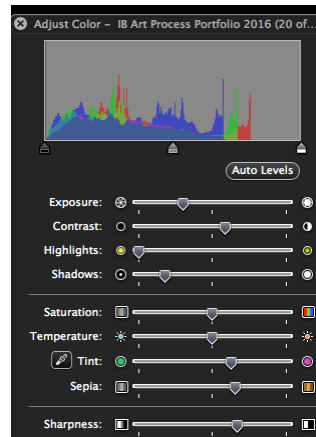 Adjust Color – IB Art Process Portfolio 2016 (20 of...
Auto Levels
Exposure:
Contrast:
Highlights:
Shadows:
Saturation:
Temperature:
Tint:
Sepia:
Sharpness: